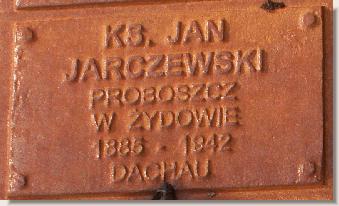 KS. JAN
JARCZEWSKI
PROBOSZCZ
W ŻYDOWIE
1885 - 1942
DACHAU